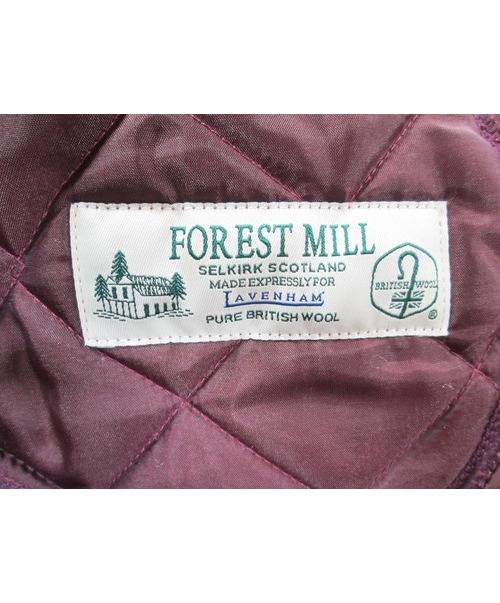 FOREST MILL
SELKIRK SCOTLAND
MADE EXPRESSLY FOR
LAVENHAM
PURE BRITISH WOOL
BRITISH WOOL
®